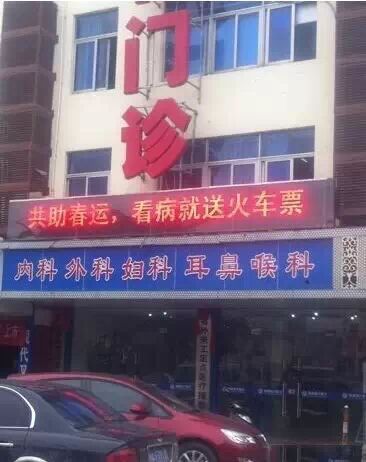 门诊
共助春运，看病就送火车票
内科 外科 妇科 耳鼻喉科